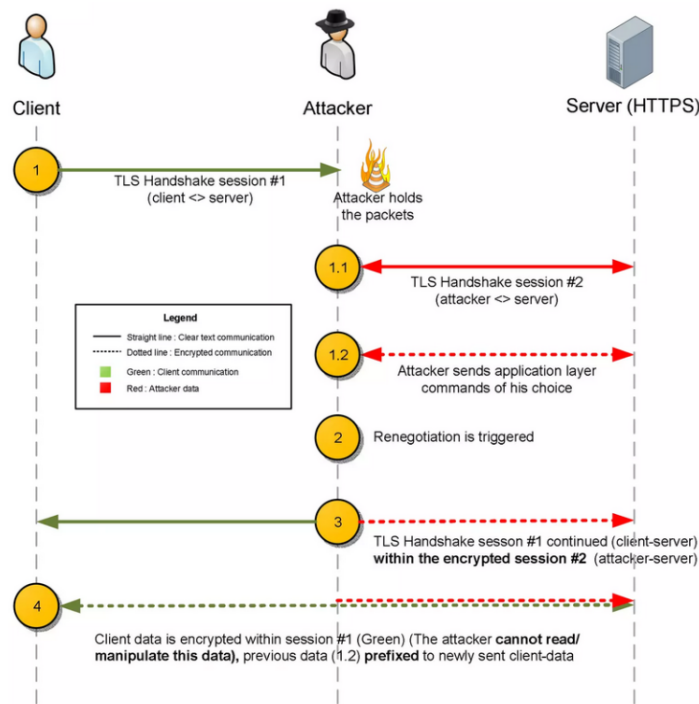 Client
Attacker
Server (HTTPS)
1
TLS Handshake session #1
(client <> server)
Attacker holds
the packets
1.1
TLS Handshake session #2
(attacker <> server)
Legend
Straight line : Clear text communication
Dotted line : Encrypted communication
Green : Client communication
Red : Attacker data
1.2
Attacker sends application layer
commands of his choice
2
Renegotiation is triggered
3
TLS Handshake sesson #1 continued (client-server)
within the encrypted session #2 (attacker-server)
4
Client data is encrypted within session #1 (Green) (The attacker cannot read/
manipulate this data), previous data (1.2) prefixed to newly sent client-data